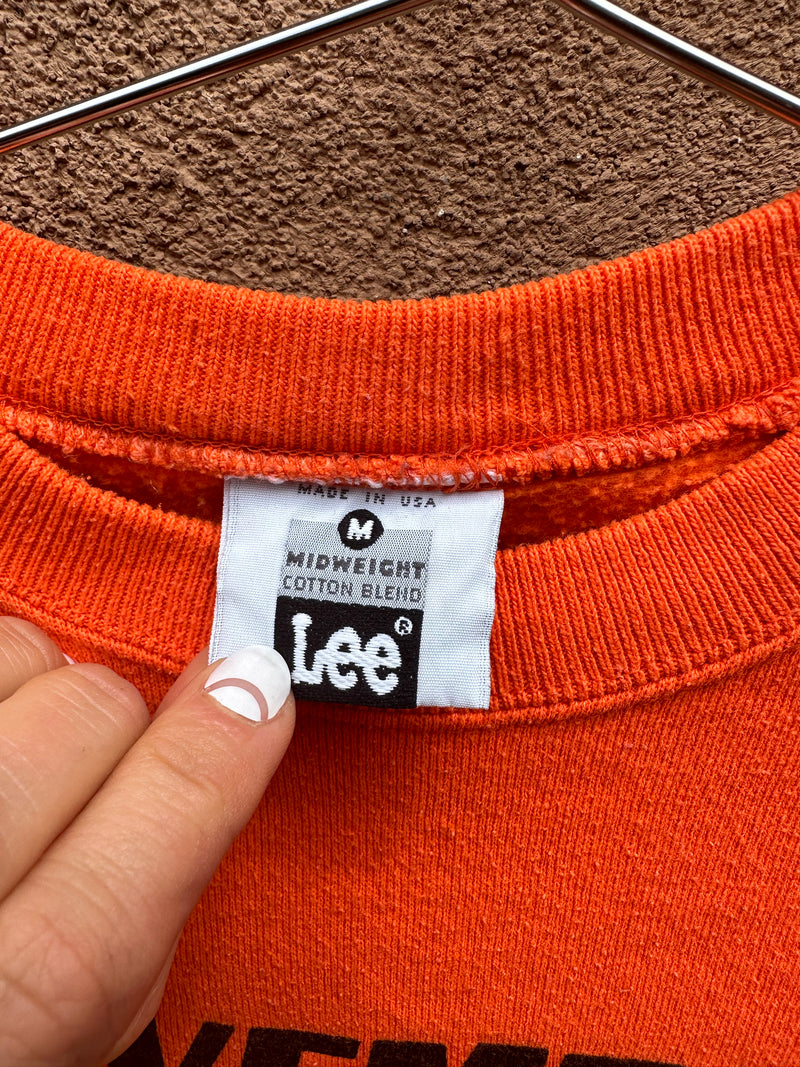 MADE IN USA
M
MIDWEIGHT
COTTON BLEND
Lee®